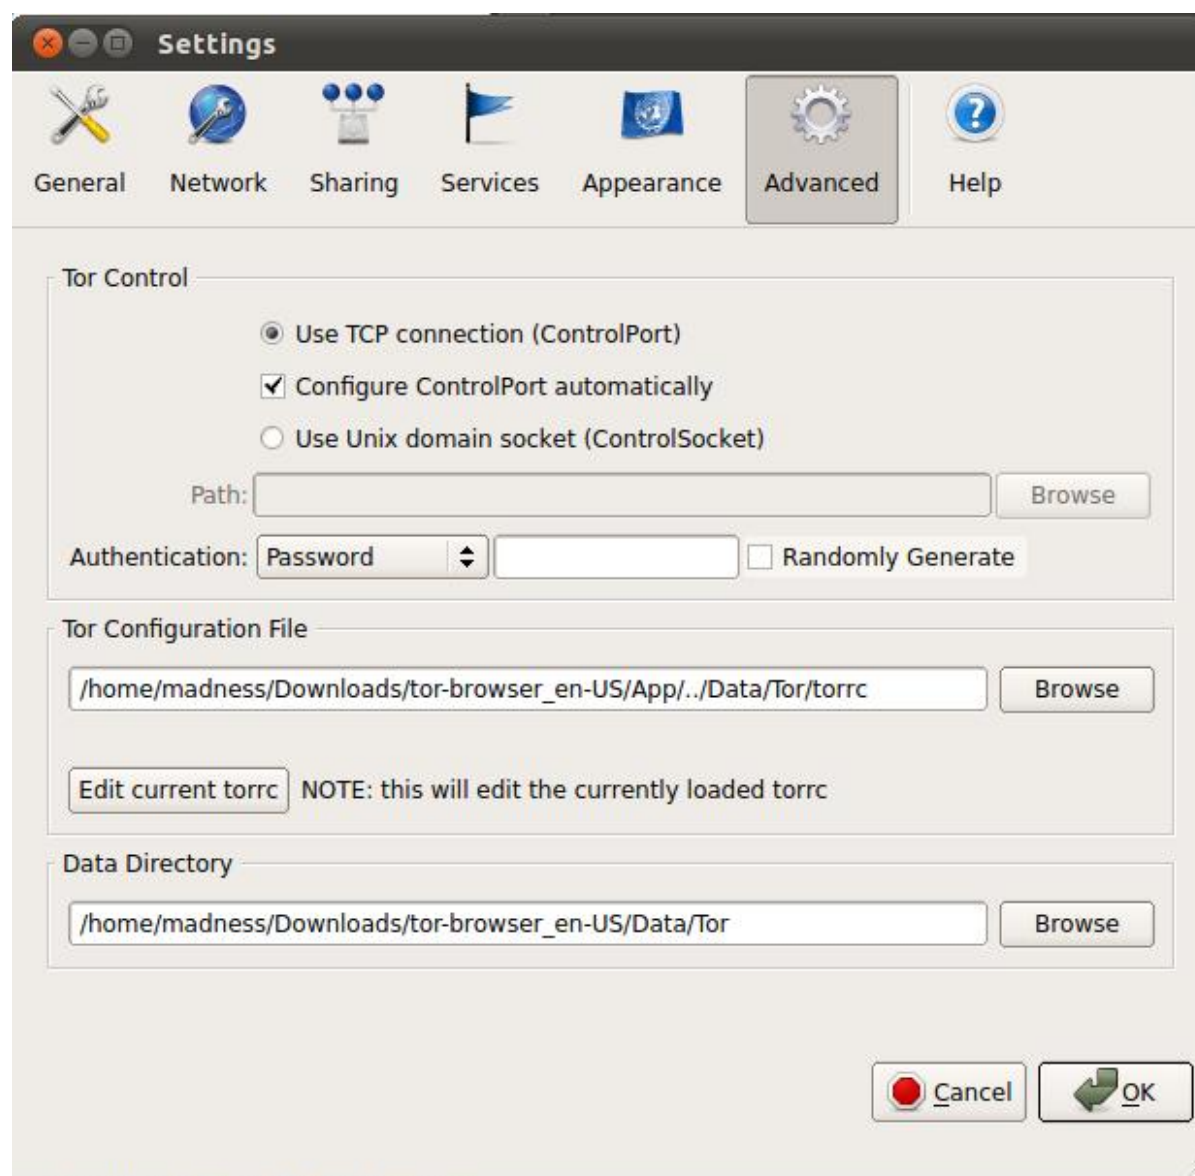 Settings
General Network Sharing Services Appearance Advanced Help
Tor Control
Use TCP connection (ControlPort)
Configure ControlPort automatically
Use Unix domain socket (ControlSocket)
Path: Browse
Authentication: Password Randomly Generate
Tor Configuration File
/home/madness/Downloads/tor-browser_en-US/App/../Data/Tor/torrc Browse
Edit current torrc NOTE: this will edit the currently loaded torrc
Data Directory
/home/madness/Downloads/tor-browser_en-US/Data/Tor Browse
Cancel OK